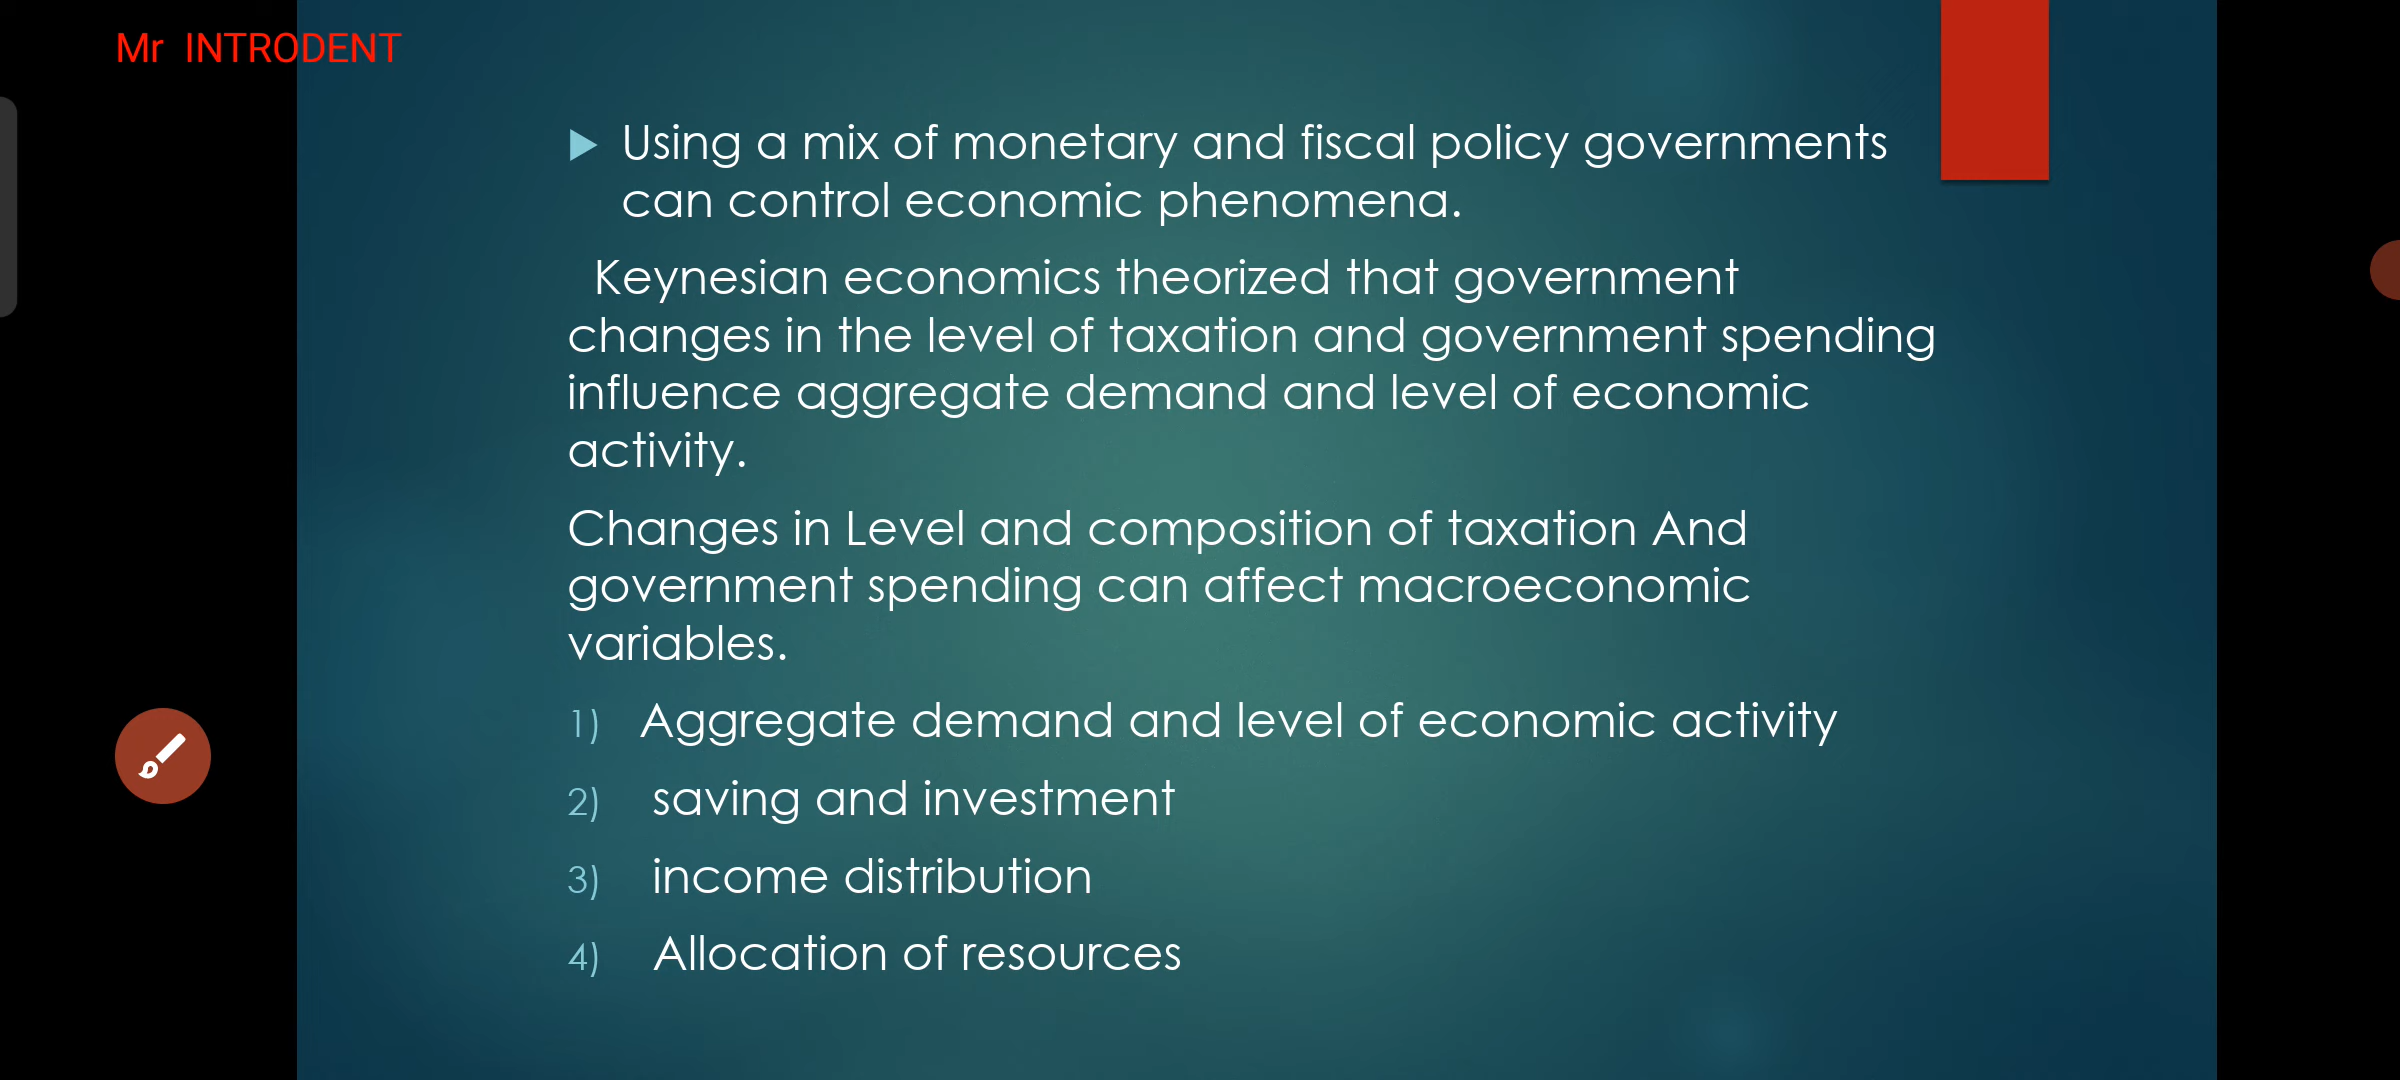 Mr INTRODENT
Using a mix of monetary and fiscal policy governments
can control economic phenomena.
Keynesian economics theorized that government
changes in the level of taxation and government spending
influence aggregate demand and level of economic
activity.
Changes in Level and composition of taxation And
government spending can affect macroeconomic
variables.
1) Aggregate demand and level of economic activity
2) saving and investment
3) income distribution
4) Allocation of resources